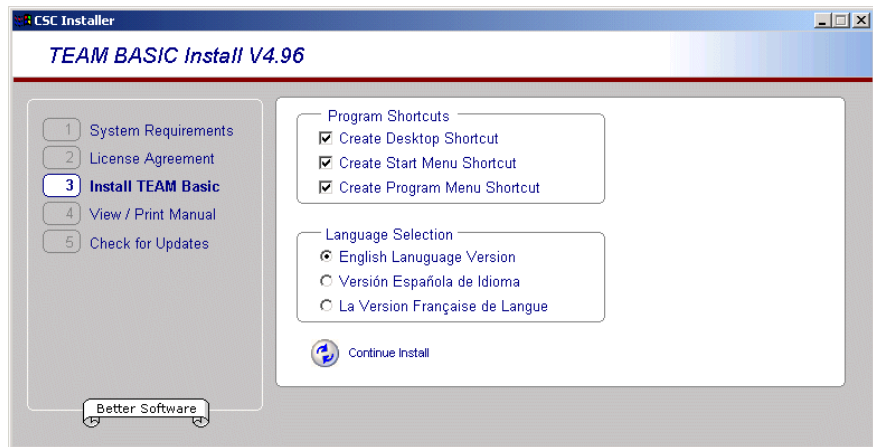 CSC Installer
TEAM BASIC Install V4.96
1 System Requirements
2 License Agreement
3 Install TEAM Basic
4 View / Print Manual
5 Check for Updates
Better Software
Program Shortcuts
Create Desktop Shortcut
Create Start Menu Shortcut
Create Program Menu Shortcut
Language Selection
English Lanuguage Version
Versión Española de Idioma
La Version Française de Langue
Continue Install